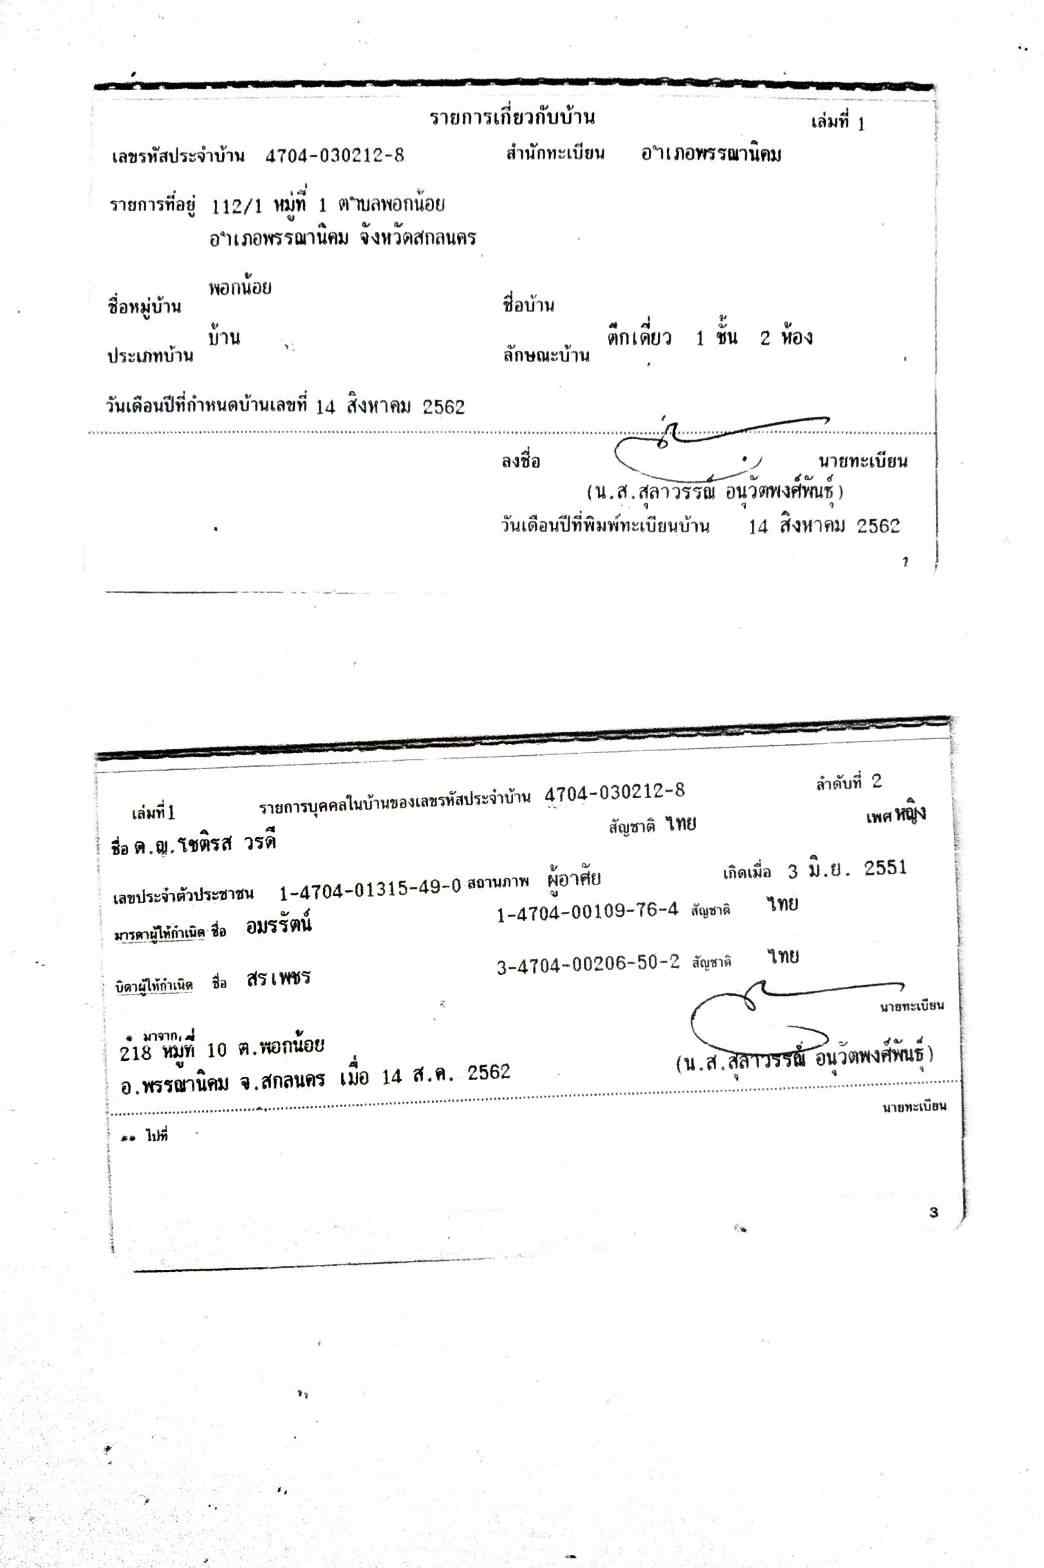 รายการเกี่ยวกับบ้าน เล่มที่ 1
เลขรหัสประจำบ้าน 4704-030212-8 สำนักทะเบียน อำเภอพรรณานิคม
รายการที่อยู่ 112/1 หมู่ที่ 1 ตำบลพอกน้อย
อำเภอพรรณานิคม จังหวัดสกลนคร
ชื่อหมู่บ้าน พอกน้อย ชื่อบ้าน
ประเภทบ้าน บ้าน ลักษณะบ้าน ตึกเดี่ยว 1 ชั้น 2 ห้อง
วันเดือนปีที่กำหนดบ้านเลขที่ 14 สิงหาคม 2562
ลงชื่อ นายทะเบียน
(น.ส.สุลาวรรณ์ อนุวัตพงศ์พันธุ์)
วันเดือนปีที่พิมพ์ทะเบียนบ้าน 14 สิงหาคม 2562
1
เล่มที่ 1 รายการบุคคลในบ้านของเลขรหัสประจำบ้าน 4704-030212-8 ลำดับที่ 2
ชื่อ ด.ญ.โชติรส วรดี สัญชาติ ไทย เพศ หญิง
เลขประจำตัวประชาชน 1-4704-01315-49-0 สถานภาพ ผู้อาศัย เกิดเมื่อ 3 มิ.ย. 2551
มารดาผู้ให้กำเนิด ชื่อ อมรรัตน์ 1-4704-00109-76-4 สัญชาติ ไทย
บิดาผู้ให้กำเนิด ชื่อ สรเพชร 3-4704-00206-50-2 สัญชาติ ไทย
นายทะเบียน
* มาจาก
218 หมู่ที่ 10 ต.พอกน้อย
อ.พรรณานิคม จ.สกลนคร เมื่อ 14 ส.ค. 2562 (น.ส.สุลาวรรณ์ อนุวัตพงศ์พันธุ์)
** ไปที่ นายทะเบียน
3